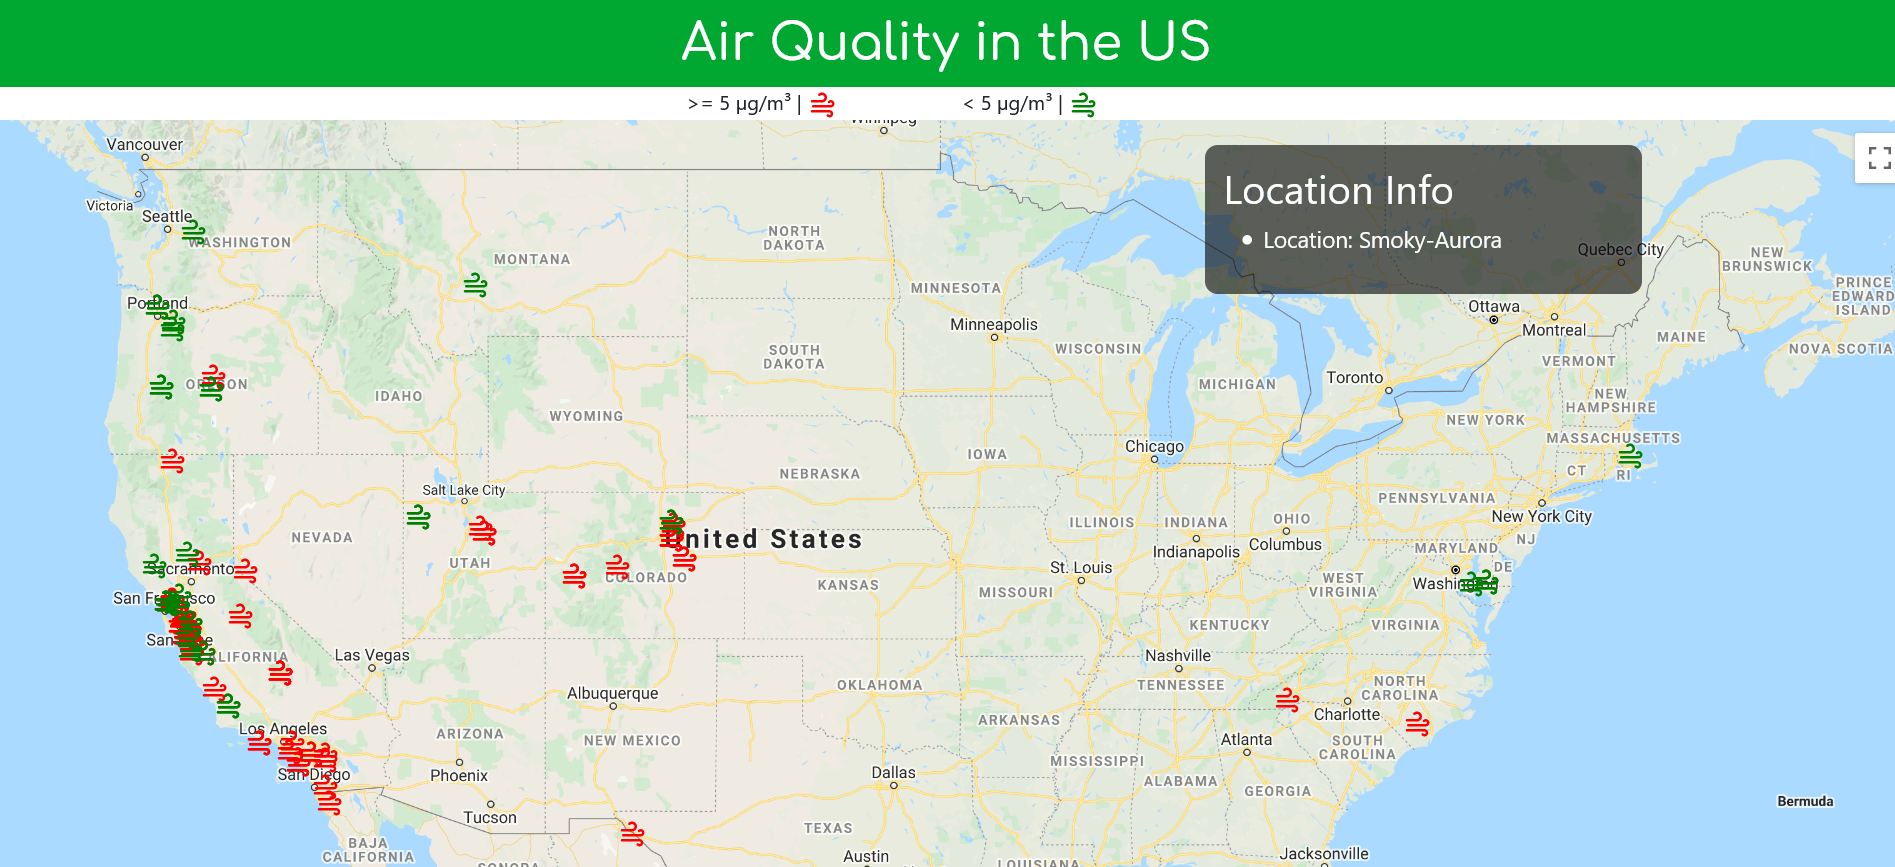 Air Quality in the US
>= 5 µg/m³ |
< 5 µg/m³ |
Winnipeg
Vancouver
Victoria
Seattle
WASHINGTON
MONTANA
NORTH
DAKOTA
Location Info
• Location: Smoky-Aurora
Quebec City
NEW
BRUNSWICK
PRINCE
EDWARD
ISLAND
Portland
MINNESOTA
Minneapolis
Ottawa
Montreal
MAINE
NOVA SCOTIA
SOUTH
DAKOTA
WISCONSIN
VERMONT
OREGON
IDAHO
WYOMING
MICHIGAN
Toronto
NEW
HAMPSHIRE
NEW YORK
MASSACHUSETTS
Chicago
IOWA
NEBRASKA
CT
RI
Salt Lake City
PENNSYLVANIA
New York City
NEVADA
United States
ILLINOIS
INDIANA
OHIO
Indianapolis
Columbus
MARYLAND
NJ
UTAH
COLORADO
Sacramento
KANSAS
St. Louis
MISSOURI
WEST
VIRGINIA
Washington
DE
San Francisco
San Jose
CALIFORNIA
Las Vegas
KENTUCKY
VIRGINIA
Nashville
TENNESSEE
Albuquerque
OKLAHOMA
NORTH
CAROLINA
Charlotte
Los Angeles
ARIZONA
NEW MEXICO
ARKANSAS
Atlanta
SOUTH
CAROLINA
San Diego
Phoenix
Dallas
MISSISSIPPI
ALABAMA
GEORGIA
Bermuda
Tucson
TEXAS
BAJA
CALIFORNIA
SONORA
Austin
LOUISIANA
Jacksonville